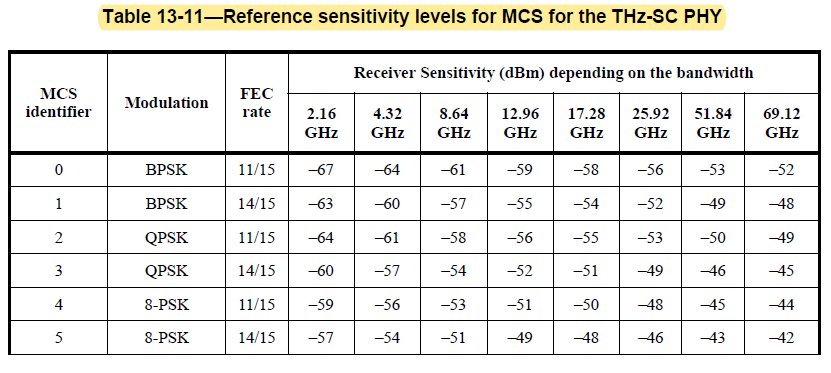 Table 13-11—Reference sensitivity levels for MCS for the THz-SC PHY
MCS identifier Modulation FEC rate Receiver Sensitivity (dBm) depending on the bandwidth
2.16 GHz 4.32 GHz 8.64 GHz 12.96 GHz 17.28 GHz 25.92 GHz 51.84 GHz 69.12 GHz
0 BPSK 11/15 –67 –64 –61 –59 –58 –56 –53 –52
1 BPSK 14/15 –63 –60 –57 –55 –54 –52 –49 –48
2 QPSK 11/15 –64 –61 –58 –56 –55 –53 –50 –49
3 QPSK 14/15 –60 –57 –54 –52 –51 –49 –46 –45
4 8-PSK 11/15 –59 –56 –53 –51 –50 –48 –45 –44
5 8-PSK 14/15 –57 –54 –51 –49 –48 –46 –43 –42